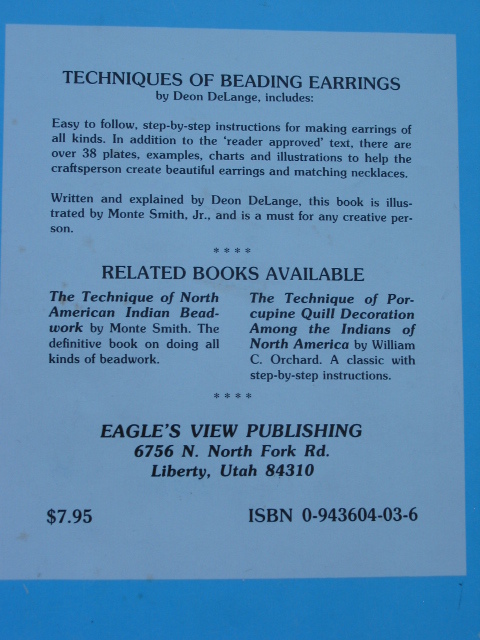 TECHNIQUES OF BEADING EARRINGS
by Deon DeLange, includes:
Easy to follow, step-by-step instructions for making earrings of
all kinds. In addition to the 'reader approved' text, there are
over 38 plates, examples, charts and illustrations to help the
craftsperson create beautiful earrings and matching necklaces.
Written and explained by Deon DeLange, this book is illus-
trated by Monte Smith, Jr., and is a must for any creative per-
son.
* * * *
RELATED BOOKS AVAILABLE
The Technique of North
American Indian Bead-
work by Monte Smith. The
definitive book on doing all
kinds of beadwork.
The Technique of Por-
cupine Quill Decoration
Among the Indians of
North America by William
C. Orchard. A classic with
step-by-step instructions.
* * * *
EAGLE'S VIEW PUBLISHING
6756 N. North Fork Rd.
Liberty, Utah 84310
$7.95
ISBN 0-943604-03-6